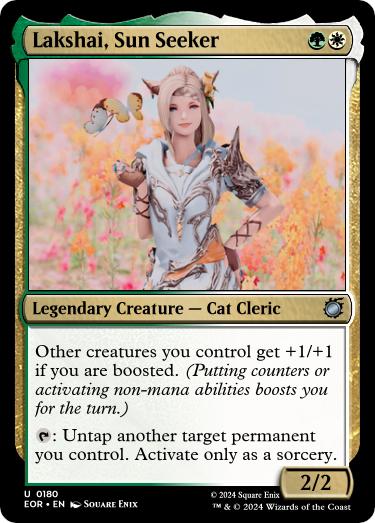 Lakshai, Sun Seeker
Legendary Creature — Cat Cleric
Other creatures you control get +1/+1
if you are boosted. (Putting counters or
activating non-mana abilities boosts you
for the turn.)
: Untap another target permanent
you control. Activate only as a sorcery.
2/2
U 0180
EOR • EN SQUARE ENIX
© 2024 Square Enix
™ & © 2024 Wizards of the Coast